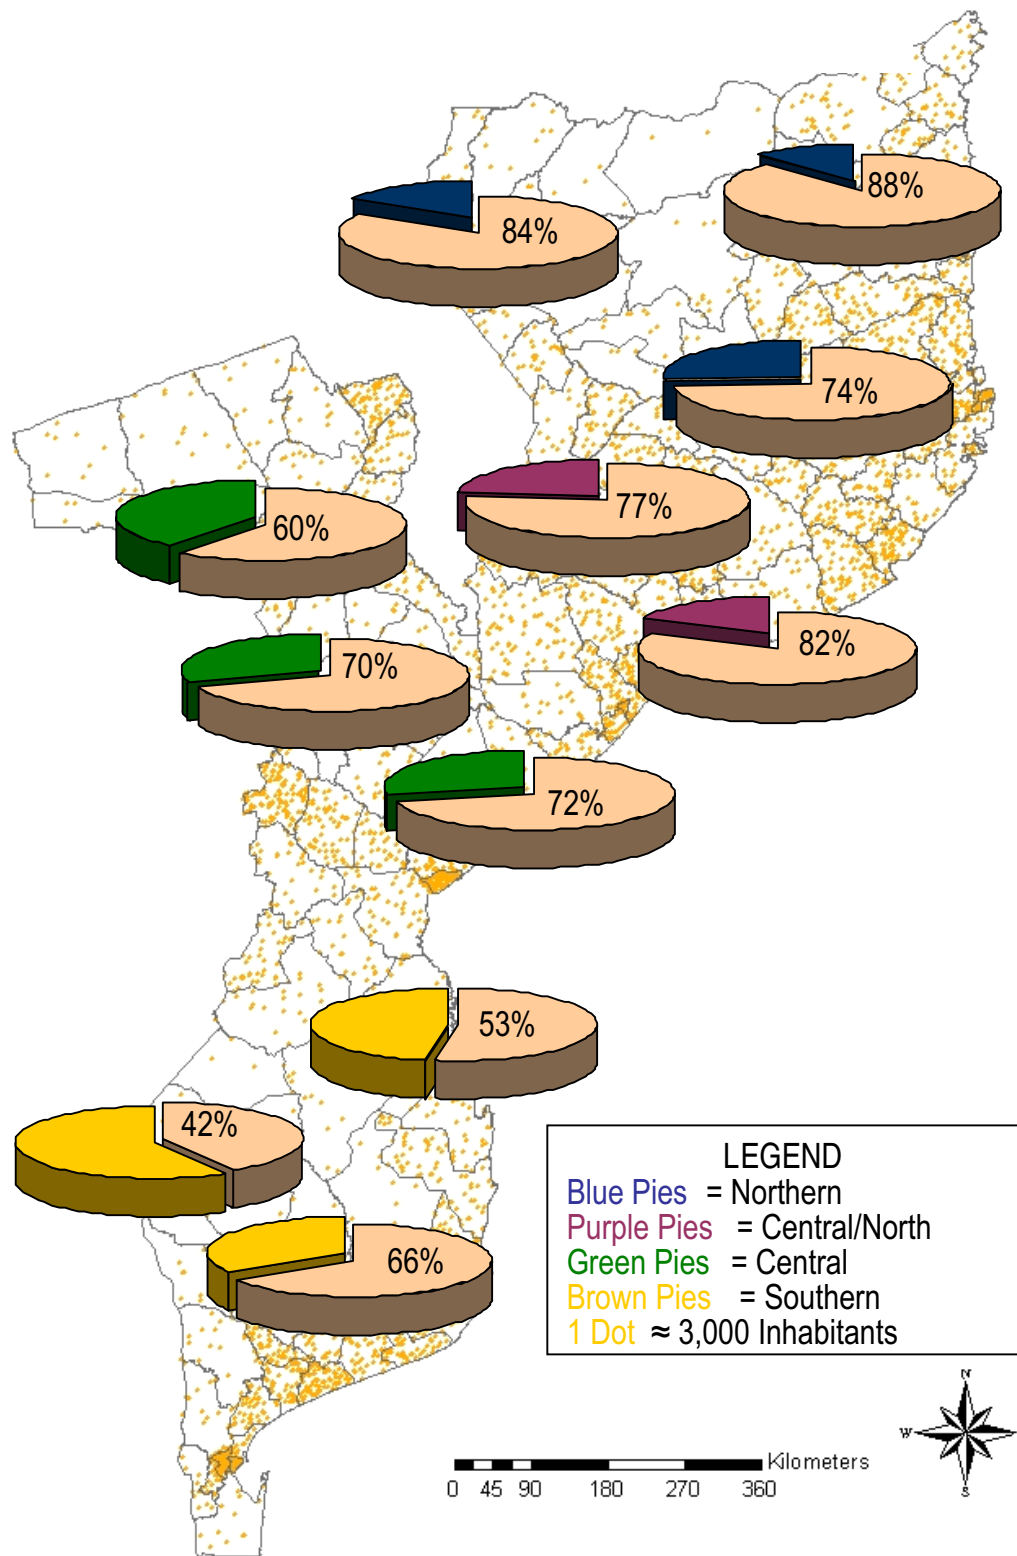 88%
84%
74%
77%
60%
82%
70%
72%
53%
42%
66%
LEGEND
Blue Pies = Northern
Purple Pies = Central/North
Green Pies = Central
Brown Pies = Southern
1 Dot ≈ 3,000 Inhabitants
N
W
S
Kilometers
0 45 90 180 270 360